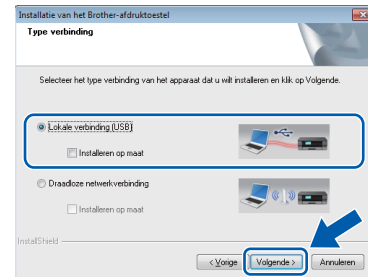 Installatie van het Brother-afdruktoestel
Type verbinding
Selecteer het type verbinding van het apparaat dat u wilt installeren en klik op Volgende.
Lokale verbinding (USB)
Installeren op maat
Draadloze netwerkverbinding
Installeren op maat
InstallShield
< Vorige Volgende > Annuleren